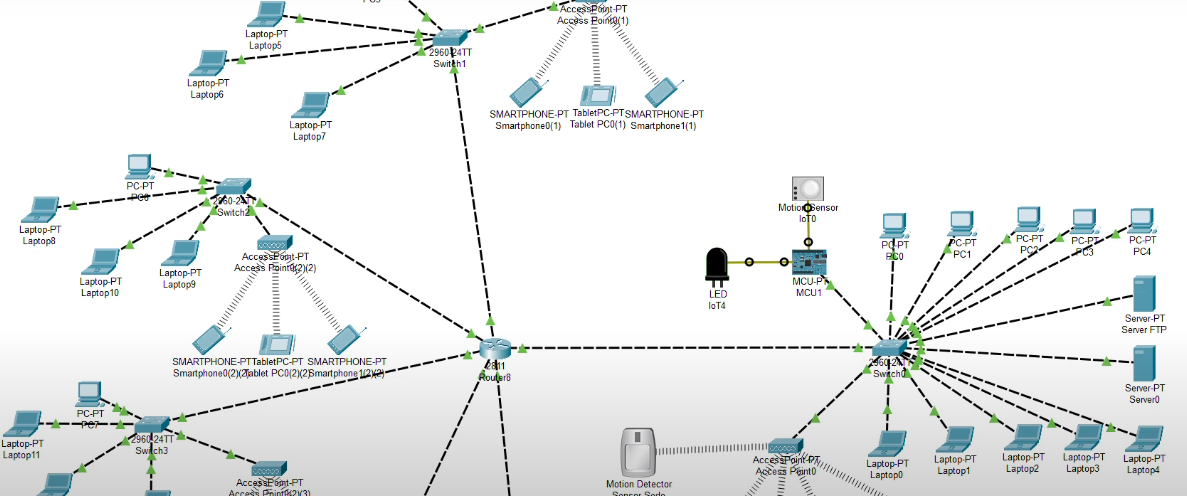 AccessPoint-PT
Access Point0(1)
Laptop-PT
Laptop5
2960-24TT
Switch1
Laptop-PT
Laptop6
SMARTPHONE-PT
Smartphone0(1)
TabletPC-PT
Tablet PC0(1)
SMARTPHONE-PT
Smartphone1(1)
Laptop-PT
Laptop7
PC-PT
2960-24TT
Switch2
Motion Sensor
IoT0
Laptop-PT
Laptop8
AccessPoint-PT
Access Point0(2)(2)
Laptop-PT
Laptop9
Laptop-PT
Laptop10
LED
IoT4
MCU-PT
MCU1
PC-PT
PC0
PC-PT
PC1
PC-PT
PC2
PC-PT
PC3
PC-PT
PC4
Server-PT
Server FTP
SMARTPHONE-PT
Smartphone0(2)(2)
TabletPC-PT
Tablet PC0(2)(2)
SMARTPHONE-PT
Smartphone1(2)(2)
2811
Router8
2960-24TT
Switch0
Server-PT
Server0
PC-PT
PC7
2960-24TT
Switch3
Laptop-PT
Laptop11
AccessPoint-PT
Access Point0(2)(3)
Motion Detector
AccessPoint-PT
Access Point0
Laptop-PT
Laptop0
Laptop-PT
Laptop1
Laptop-PT
Laptop2
Laptop-PT
Laptop3
Laptop-PT
Laptop4